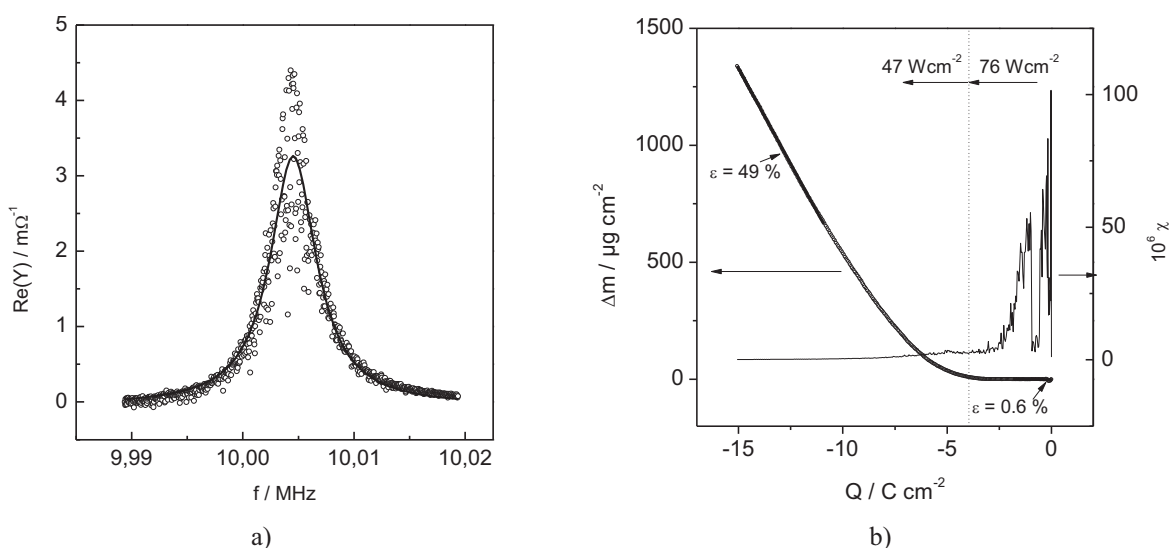 5
4
3
2
1
0
Re(Y) / mΩ⁻¹
9,99 10,00 10,01 10,02
f / MHz
a)
1500
1000
500
0
Δm / µg cm⁻²
47 Wcm⁻² 76 Wcm⁻²
ε = 49 %
ε = 0.6 %
100
50
0
10⁶ χ
-15 -10 -5 0
Q / C cm⁻²
b)